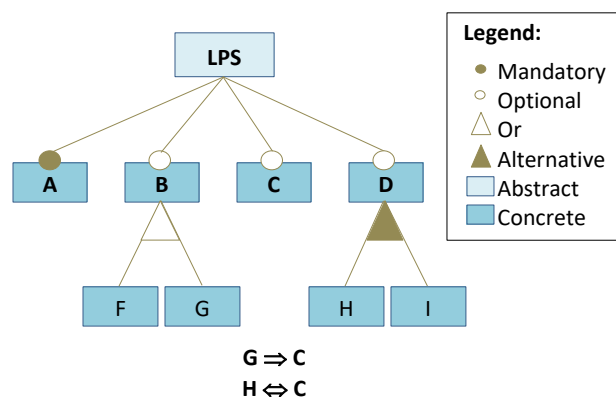 LPS
Legend:
Mandatory
Optional
Or
Alternative
Abstract
Concrete
A B C D
F G H I
G ⇒ C
H ⇔ C